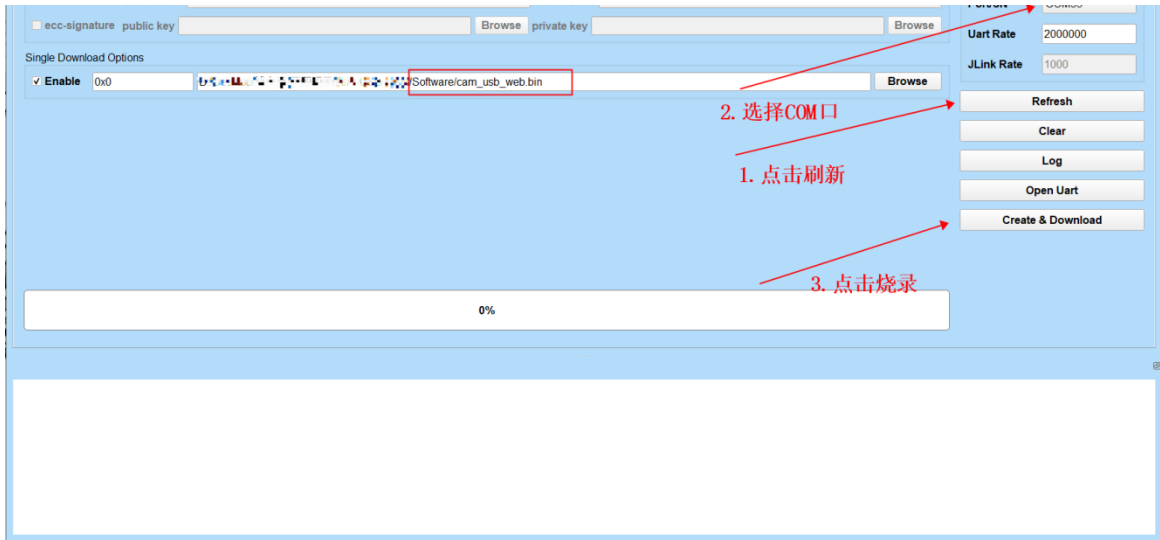 ecc-signature public key Browse private key Browse
Uart Rate 2000000
Single Download Options
JLink Rate 1000
Enable 0x0 /Software/cam_usb_web.bin Browse
Refresh
2. 选择COM口
Clear
Log
1. 点击刷新
Open Uart
Create & Download
3. 点击烧录
0%